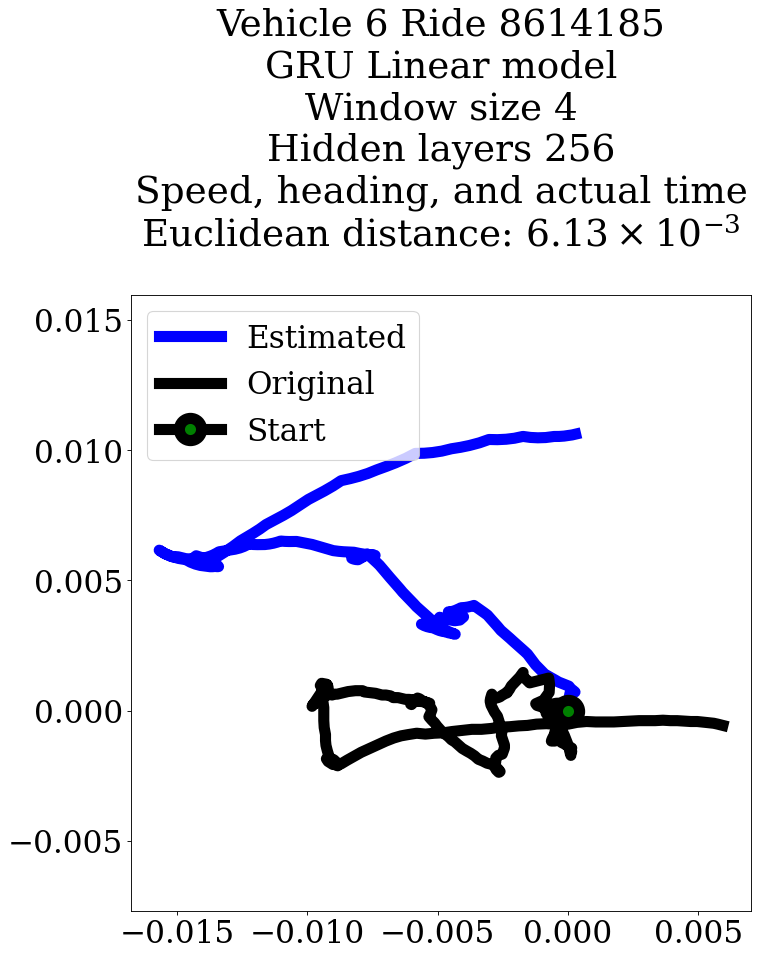 Vehicle 6 Ride 8614185
GRU Linear model
Window size 4
Hidden layers 256
Speed, heading, and actual time
Euclidean distance: 6.13 × 10⁻³
Estimated
Original
Start
0.015
0.010
0.005
0.000
−0.005
−0.015 −0.010 −0.005 0.000 0.005